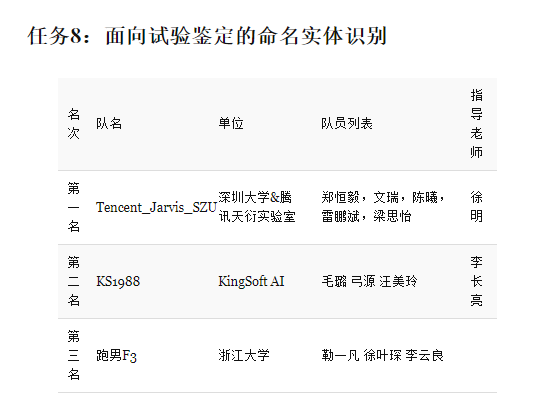 任务8：面向试验鉴定的命名实体识别
名次 队名 单位 队员列表 指导老师
第一名 Tencent_Jarvis_SZU 深圳大学&腾讯天衍实验室 郑恒毅，文瑞，陈曦，雷鹏斌，梁思怡 徐明
第二名 KS1988 KingSoft AI 毛璐 弓源 汪美玲 李长亮
第三名 跑男F3 浙江大学 勒一凡 徐叶琛 李云良